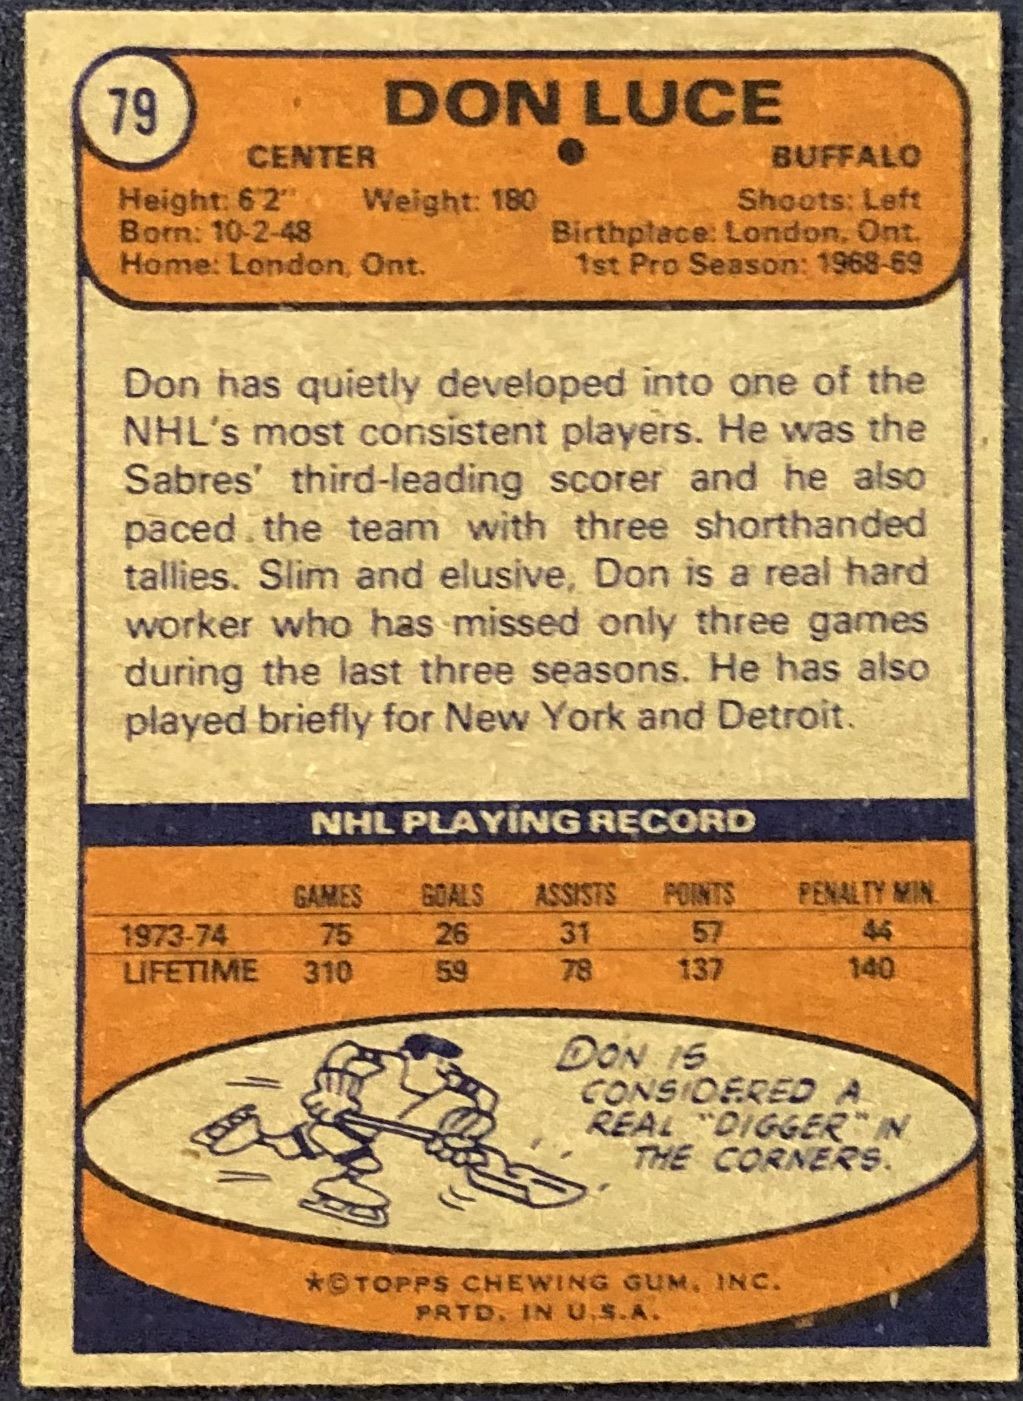 79
DON LUCE
CENTER ● BUFFALO
Height: 6'2" Weight: 180 Shoots: Left
Born: 10-2-48 Birthplace: London, Ont.
Home: London, Ont. 1st Pro Season: 1968-69
Don has quietly developed into one of the
NHL's most consistent players. He was the
Sabres' third-leading scorer and he also
paced the team with three shorthanded
tallies. Slim and elusive, Don is a real hard
worker who has missed only three games
during the last three seasons. He has also
played briefly for New York and Detroit.
NHL PLAYING RECORD
GAMES GOALS ASSISTS POINTS PENALTY MIN.
1973-74 75 26 31 57 44
LIFETIME 310 59 78 137 140
DON IS
CONSIDERED A
REAL "DIGGER" IN
THE CORNERS.
★©TOPPS CHEWING GUM, INC.
PRTD. IN U.S.A.